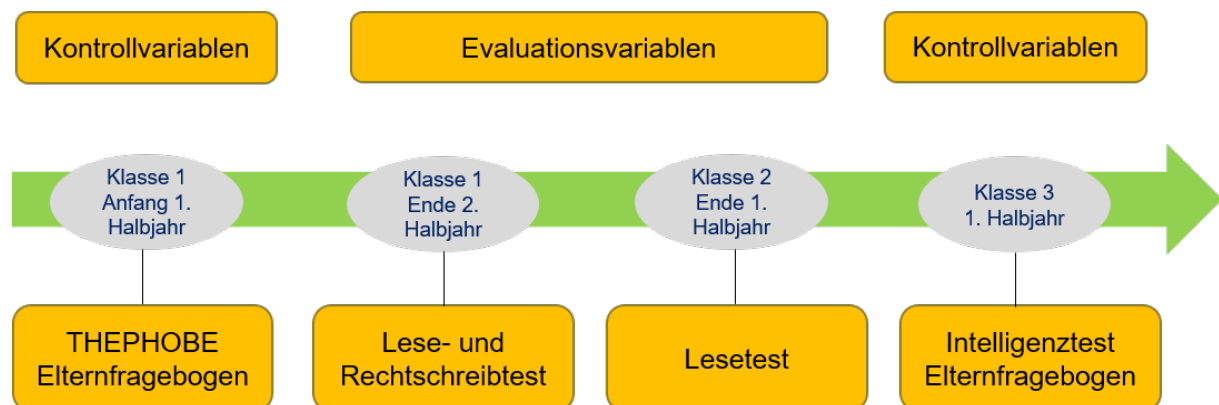 Kontrollvariablen
Evaluationsvariablen
Kontrollvariablen
Klasse 1
Anfang 1.
Halbjahr
Klasse 1
Ende 2.
Halbjahr
Klasse 2
Ende 1.
Halbjahr
Klasse 3
1. Halbjahr
THEPHOBE
Elternfragebogen
Lese- und
Rechtschreibtest
Lesetest
Intelligenztest
Elternfragebogen